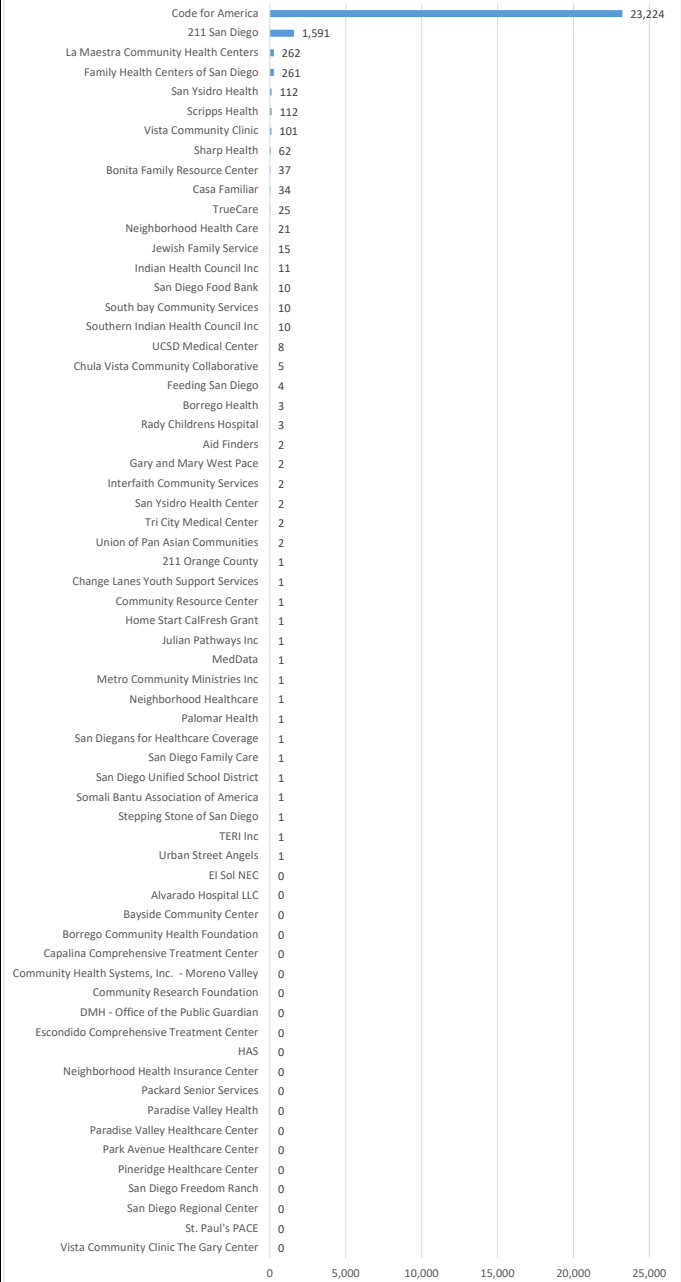 Code for America 23,224
211 San Diego 1,591
La Maestra Community Health Centers 262
Family Health Centers of San Diego 261
San Ysidro Health 112
Scripps Health 112
Vista Community Clinic 101
Sharp Health 62
Bonita Family Resource Center 37
Casa Familiar 34
TrueCare 25
Neighborhood Health Care 21
Jewish Family Service 15
Indian Health Council Inc 11
San Diego Food Bank 10
South bay Community Services 10
Southern Indian Health Council Inc 10
UCSD Medical Center 8
Chula Vista Community Collaborative 5
Feeding San Diego 4
Borrego Health 3
Rady Childrens Hospital 3
Aid Finders 2
Gary and Mary West Pace 2
Interfaith Community Services 2
San Ysidro Health Center 2
Tri City Medical Center 2
Union of Pan Asian Communities 2
211 Orange County 1
Change Lanes Youth Support Services 1
Community Resource Center 1
Home Start CalFresh Grant 1
Julian Pathways Inc 1
MedData 1
Metro Community Ministries Inc 1
Neighborhood Healthcare 1
Palomar Health 1
San Diegans for Healthcare Coverage 1
San Diego Family Care 1
San Diego Unified School District 1
Somali Bantu Association of America 1
Stepping Stone of San Diego 1
TERI Inc 1
Urban Street Angels 1
El Sol NEC 0
Alvarado Hospital LLC 0
Bayside Community Center 0
Borrego Community Health Foundation 0
Capalina Comprehensive Treatment Center 0
Community Health Systems, Inc. - Moreno Valley 0
Community Research Foundation 0
DMH - Office of the Public Guardian 0
Escondido Comprehensive Treatment Center 0
HAS 0
Neighborhood Health Insurance Center 0
Packard Senior Services 0
Paradise Valley Health 0
Paradise Valley Healthcare Center 0
Park Avenue Healthcare Center 0
Pineridge Healthcare Center 0
San Diego Freedom Ranch 0
San Diego Regional Center 0
St. Paul's PACE 0
Vista Community Clinic The Gary Center 0
0 5,000 10,000 15,000 20,000 25,000